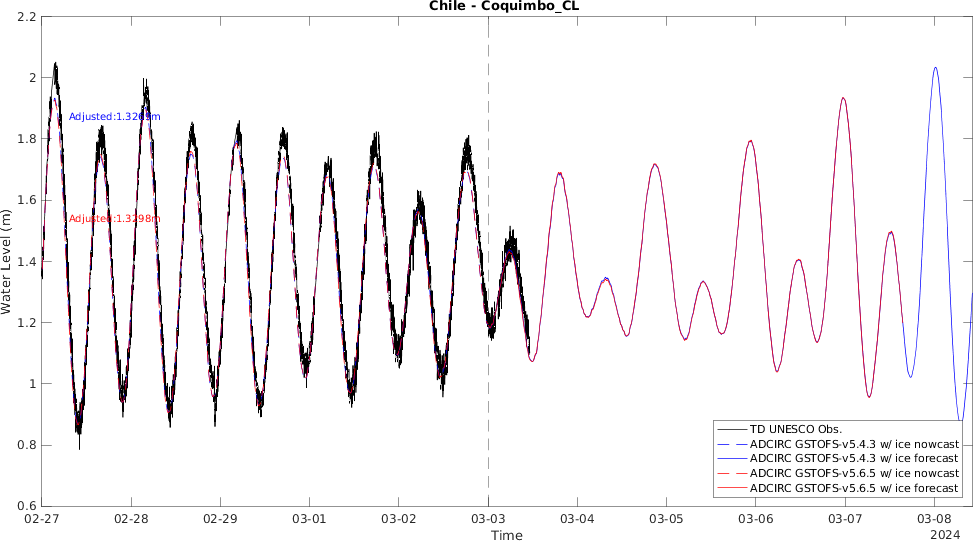 Chile - Coquimbo_CL
2.2
2
1.8
1.6
1.4
1.2
1
0.8
0.6
Water Level (m)
Adjusted:1.3298m
TD UNESCO Obs.
ADCIRC GSTOFS-v5.4.3 w/ ice nowcast
ADCIRC GSTOFS-v5.4.3 w/ ice forecast
ADCIRC GSTOFS-v5.6.5 w/ ice nowcast
ADCIRC GSTOFS-v5.6.5 w/ ice forecast
02-27 02-28 02-29 03-01 03-02 03-03 03-04 03-05 03-06 03-07 03-08
Time
2024